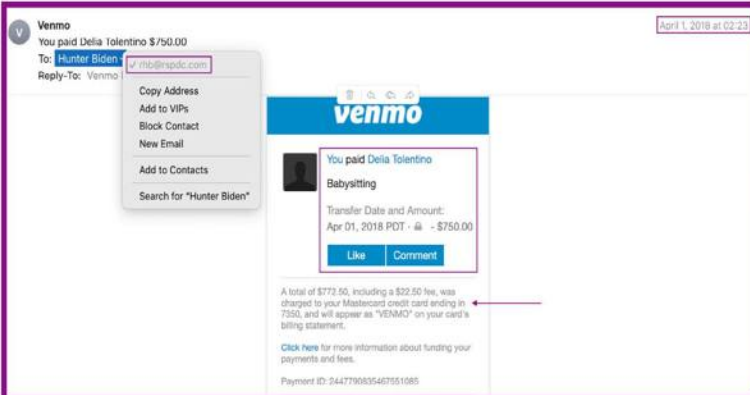 V
Venmo
April 1, 2018 at 02:23
You paid Delia Tolentino $750.00
To: Hunter Biden
rhb@rspdc.com
Reply-To: Venmo
Copy Address
Add to VIPs
Block Contact
New Email
Add to Contacts
Search for "Hunter Biden"
venmo
You paid Delia Tolentino
Babysitting
Transfer Date and Amount:
Apr 01, 2018 PDT · - $750.00
Like Comment
A total of $772.50, including a $22.50 fee, was
charged to your Mastercard credit card ending in
7350, and will appear as "VENMO" on your card's
billing statement.
Click here for more information about funding your
payments and fees.
Payment ID: 2447790835467551085